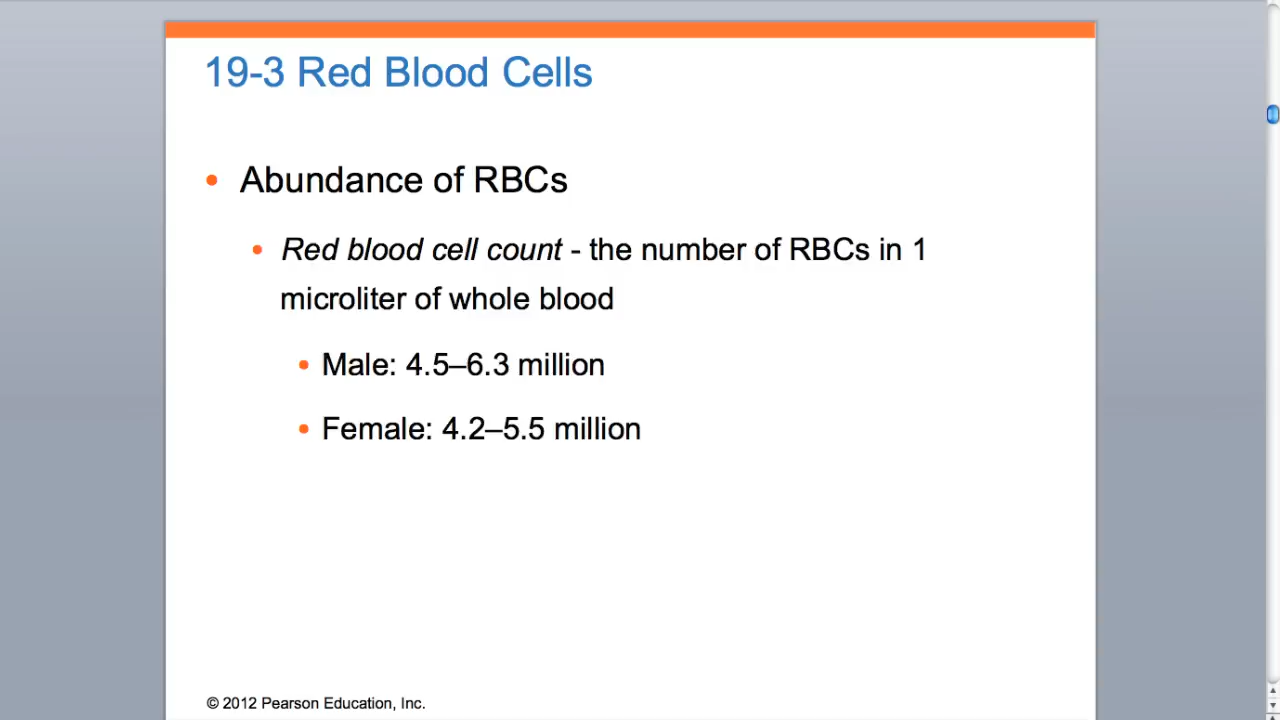 19-3 Red Blood Cells
• Abundance of RBCs
• Red blood cell count - the number of RBCs in 1
microliter of whole blood
• Male: 4.5–6.3 million
• Female: 4.2–5.5 million
© 2012 Pearson Education, Inc.